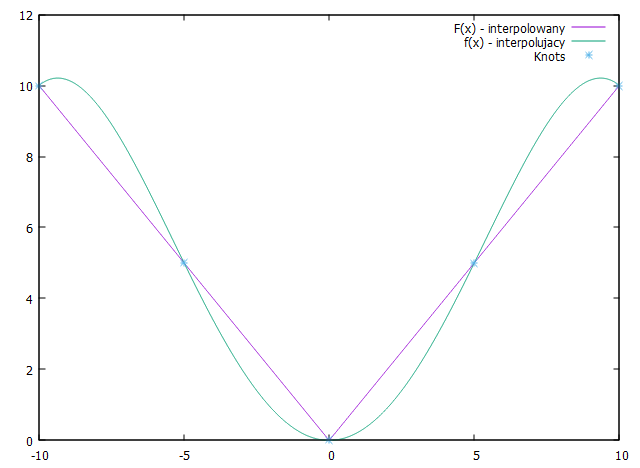 12
F(x) - interpolowany
f(x) - interpolujacy
Knots
10
8
6
4
2
0
-10 -5 0 5 10